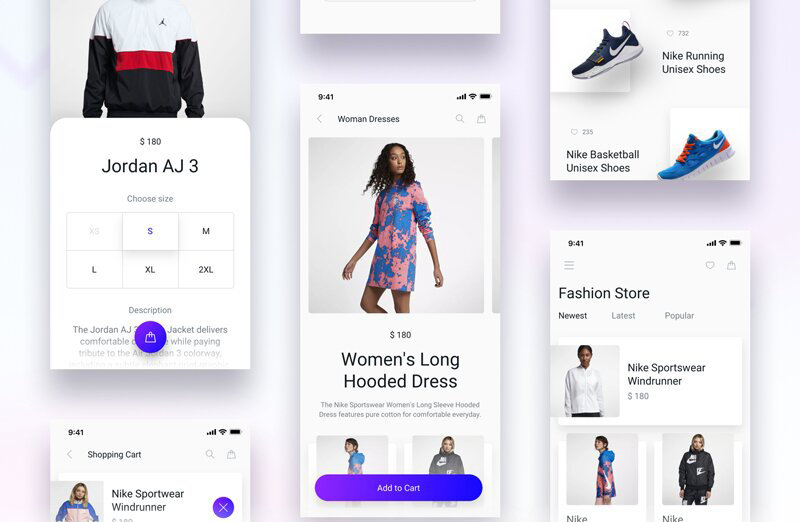 $ 180
Jordan AJ 3
Choose size
XS
S
M
L
XL
2XL
Description
The Jordan AJ 3 Jacket delivers
comfortable while paying
tribute to the Air Jordan 3 colorway,
9:41
Shopping Cart
Nike Sportwear
Windrunner
$ 180
9:41
Woman Dresses
$ 180
Women's Long
Hooded Dress
The Nike Sportswear Women's Long Sleeve Hooded
Dress features pure cotton for comfortable everyday.
Add to Cart
732
Nike Running
Unisex Shoes
235
Nike Basketball
Unisex Shoes
9:41
Fashion Store
Newest
Latest
Popular
Nike Sportswear
Windrunner
$ 180
Nike
Nike